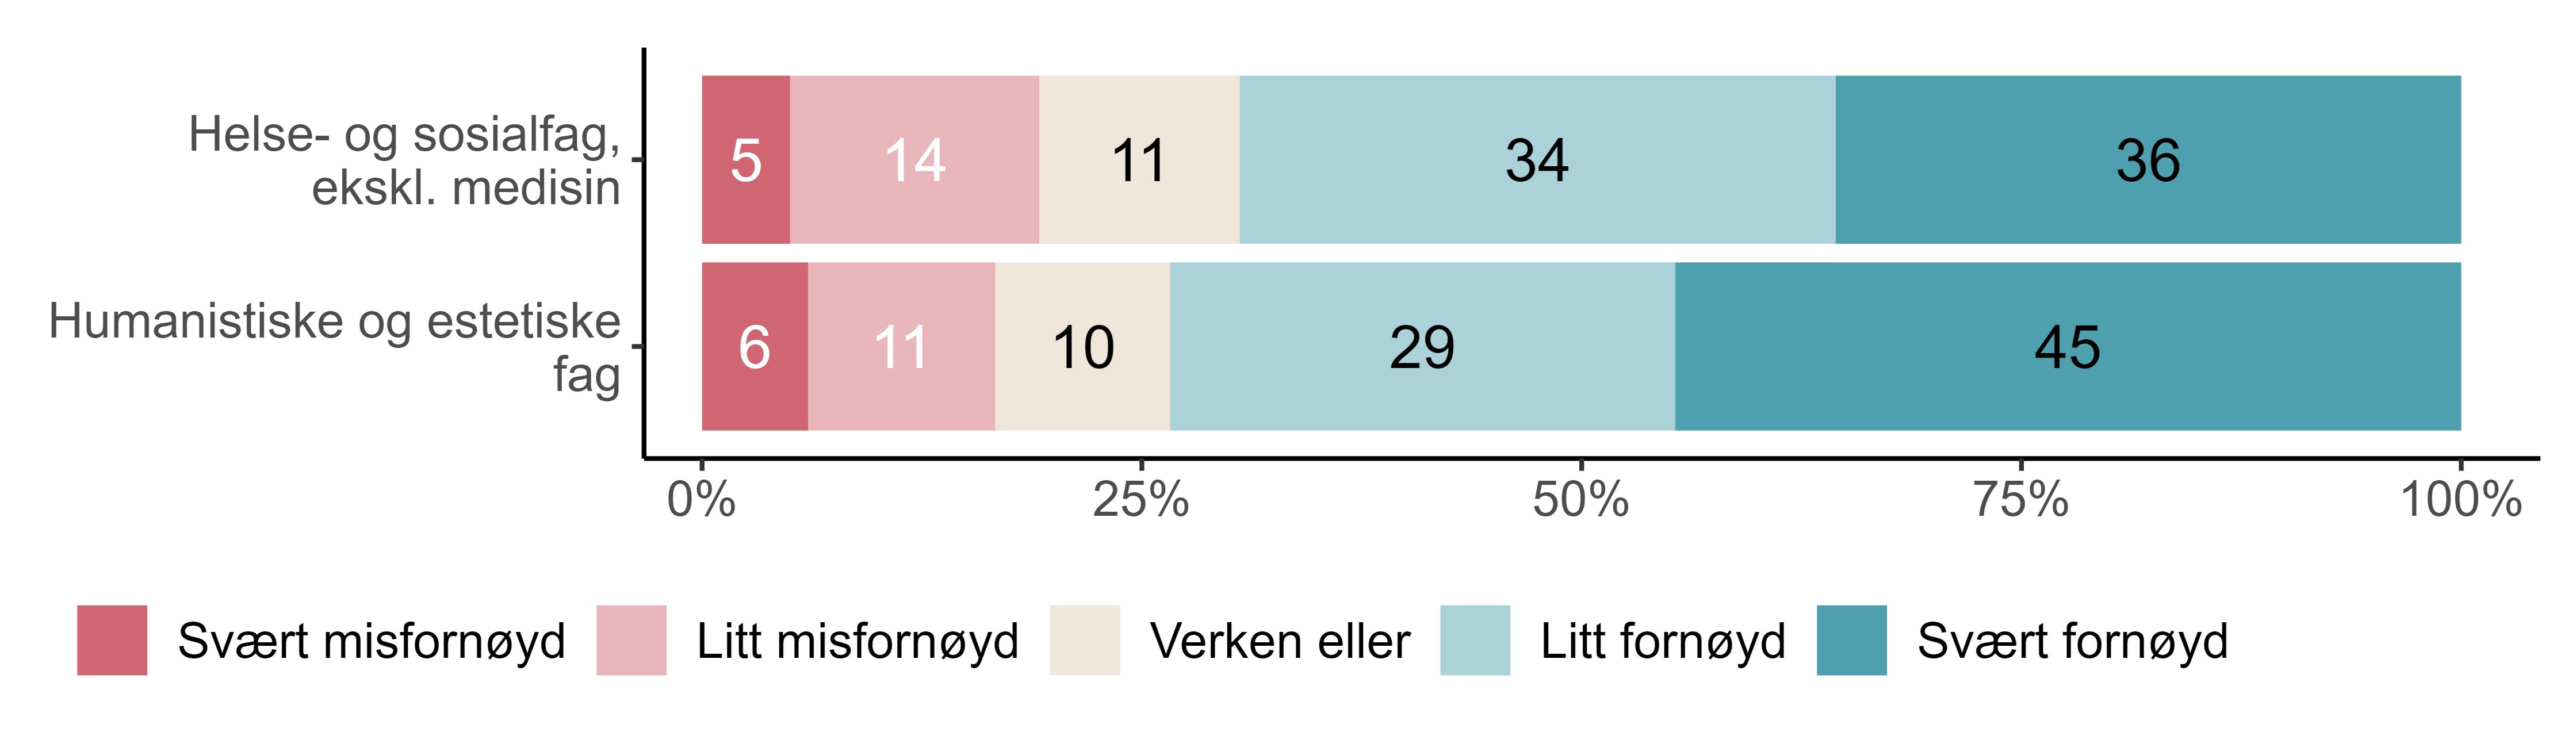 Helse- og sosialfag,
ekskl. medisin
5 14 11 34 36
Humanistiske og estetiske
fag
6 11 10 29 45
0% 25% 50% 75% 100%
Svært misfornøyd Litt misfornøyd Verken eller Litt fornøyd Svært fornøyd